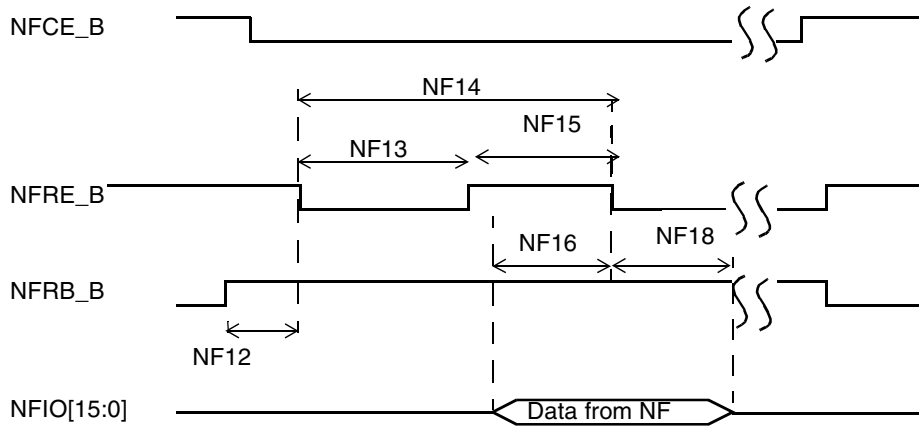 NFCE_B
NF14
NF15
NF13
NFRE_B
NF16
NF18
NFRB_B
NF12
NFIO[15:0]
Data from NF